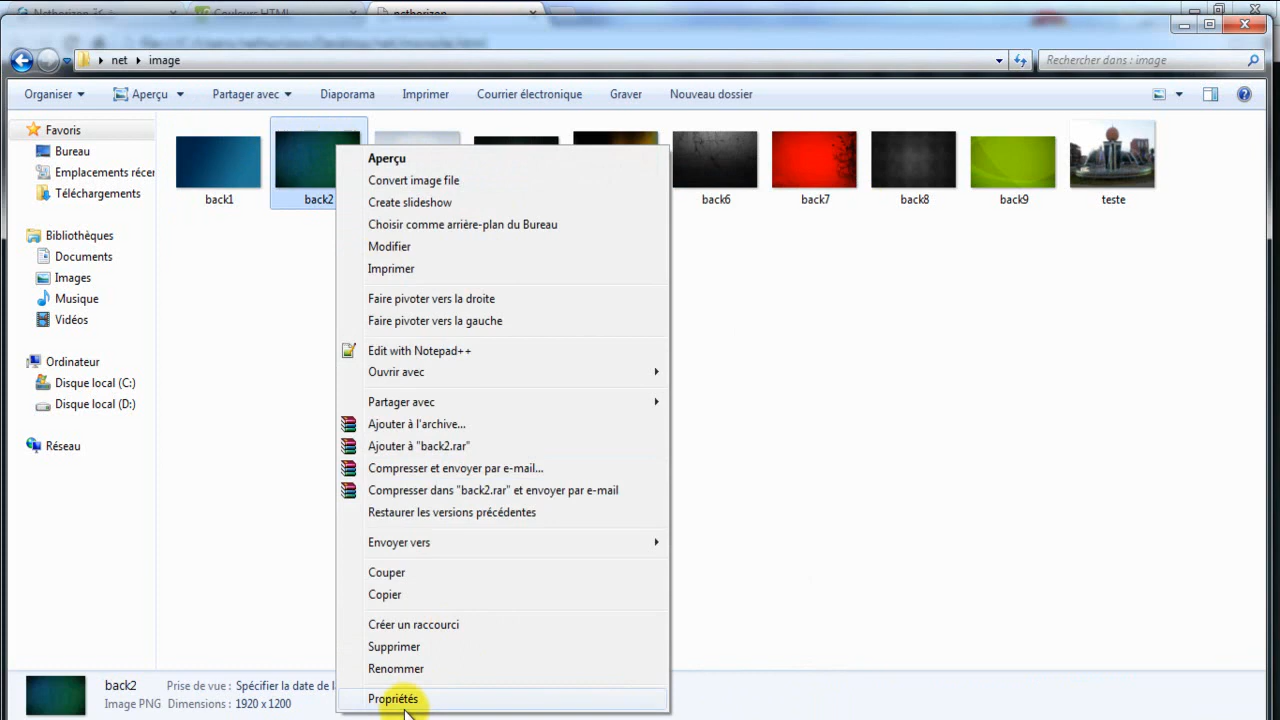 Couleurs HTML
nethorizon
net
image
Rechercher dans : image
Organiser
Aperçu
Partager avec
Diaporama
Imprimer
Courrier électronique
Graver
Nouveau dossier
Favoris
Bureau
Emplacements récer
Téléchargements
Bibliothèques
Documents
Images
Musique
Vidéos
Ordinateur
Disque local (C:)
Disque local (D:)
Réseau
back1
back2
back6
back7
back8
back9
teste
Aperçu
Convert image file
Create slideshow
Choisir comme arrière-plan du Bureau
Modifier
Imprimer
Faire pivoter vers la droite
Faire pivoter vers la gauche
Edit with Notepad++
Ouvrir avec
Partager avec
Ajouter à l'archive...
Ajouter à "back2.rar"
Compresser et envoyer par e-mail...
Compresser dans "back2.rar" et envoyer par e-mail
Restaurer les versions précédentes
Envoyer vers
Couper
Copier
Créer un raccourci
Supprimer
Renommer
Propriétés
back2
Prise de vue : Spécifier la date de l
Image PNG
Dimensions : 1920 x 1200